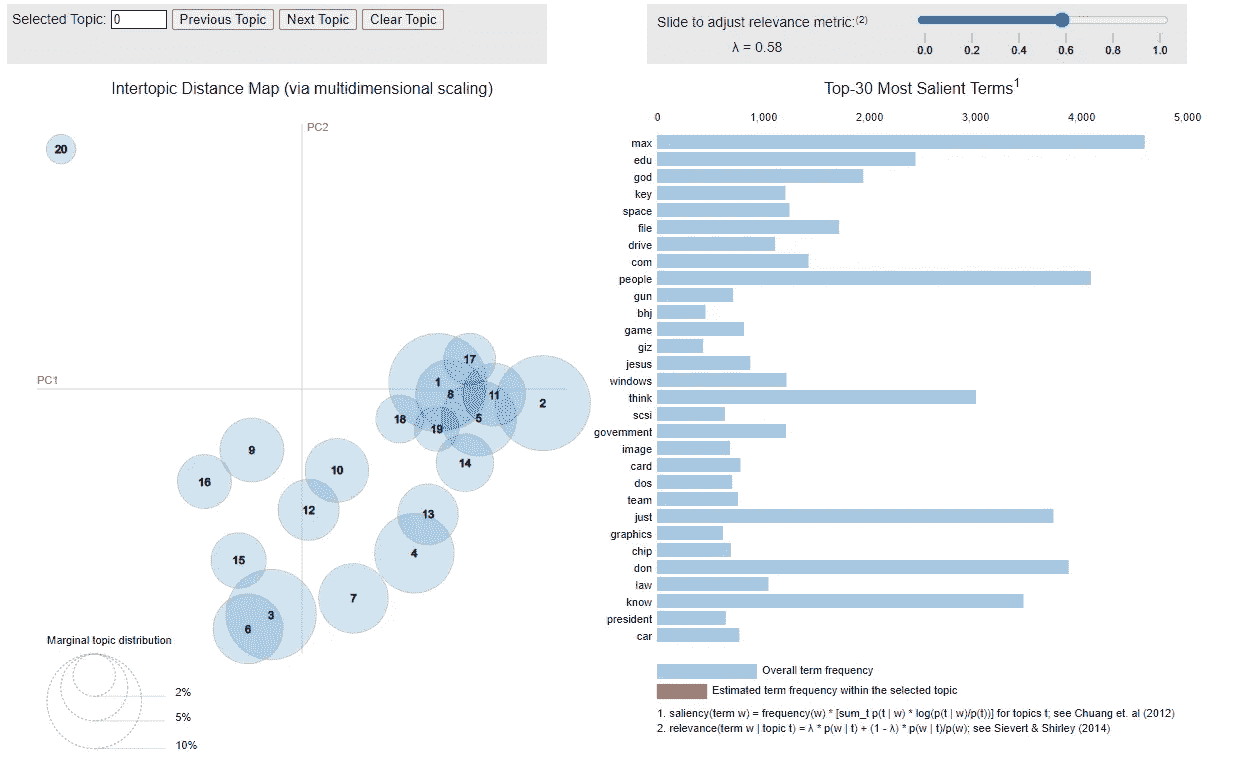 Selected Topic: 0 Previous Topic Next Topic Clear Topic
Slide to adjust relevance metric:(2)
λ = 0.58
0.0 0.2 0.4 0.6 0.8 1.0
Intertopic Distance Map (via multidimensional scaling)
PC2
PC1
20
17
1
8
11
2
18
19
5
14
9
10
16
12
13
4
15
7
3
6
Marginal topic distribution
2%
5%
10%
Top-30 Most Salient Terms1
0 1,000 2,000 3,000 4,000 5,000
max
edu
god
key
space
file
drive
com
people
gun
bhj
game
giz
jesus
windows
think
scsi
government
image
card
dos
team
just
graphics
chip
don
law
know
president
car
Overall term frequency
Estimated term frequency within the selected topic
1. saliency(term w) = frequency(w) * [sum_t p(t | w) * log(p(t | w)/p(t))] for topics t; see Chuang et. al (2012)
2. relevance(term w | topic t) = λ * p(w | t) + (1 - λ) * p(w | t)/p(w); see Sievert & Shirley (2014)